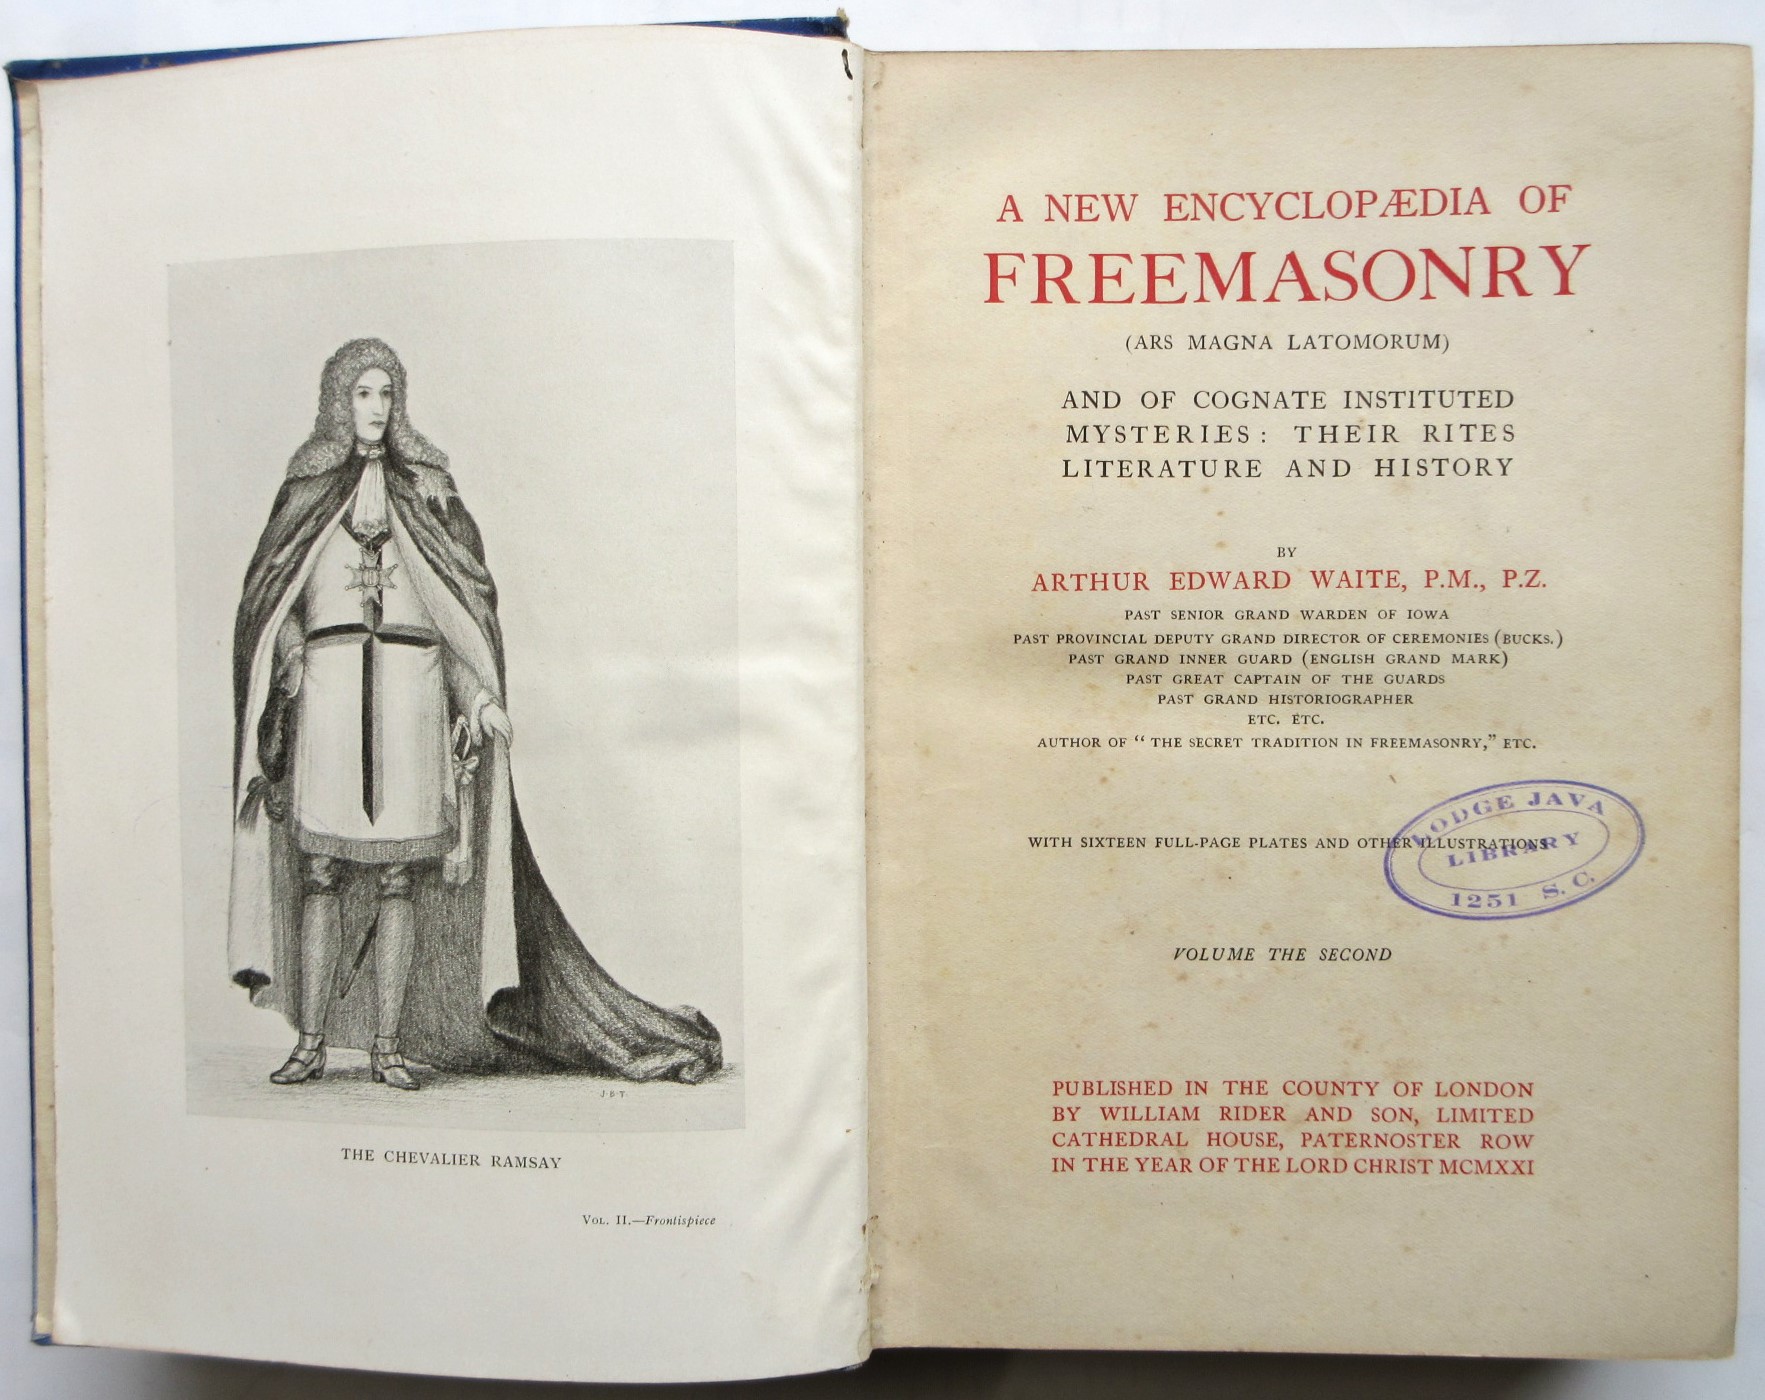 J·B·T
THE CHEVALIER RAMSAY
VOL. II.—Frontispiece
A NEW ENCYCLOPÆDIA OF
FREEMASONRY
(ARS MAGNA LATOMORUM)
AND OF COGNATE INSTITUTED
MYSTERIES: THEIR RITES
LITERATURE AND HISTORY
BY
ARTHUR EDWARD WAITE, P.M., P.Z.
PAST SENIOR GRAND WARDEN OF IOWA
PAST PROVINCIAL DEPUTY GRAND DIRECTOR OF CEREMONIES (BUCKS.)
PAST GRAND INNER GUARD (ENGLISH GRAND MARK)
PAST GREAT CAPTAIN OF THE GUARDS
PAST GRAND HISTORIOGRAPHER
ETC. ETC.
AUTHOR OF “THE SECRET TRADITION IN FREEMASONRY,” ETC.
WITH SIXTEEN FULL-PAGE PLATES AND OTHER ILLUSTRATIONS
LODGE JAVA
LIBRARY
1251 S.C.
VOLUME THE SECOND
PUBLISHED IN THE COUNTY OF LONDON
BY WILLIAM RIDER AND SON, LIMITED
CATHEDRAL HOUSE, PATERNOSTER ROW
IN THE YEAR OF THE LORD CHRIST MCMXXI